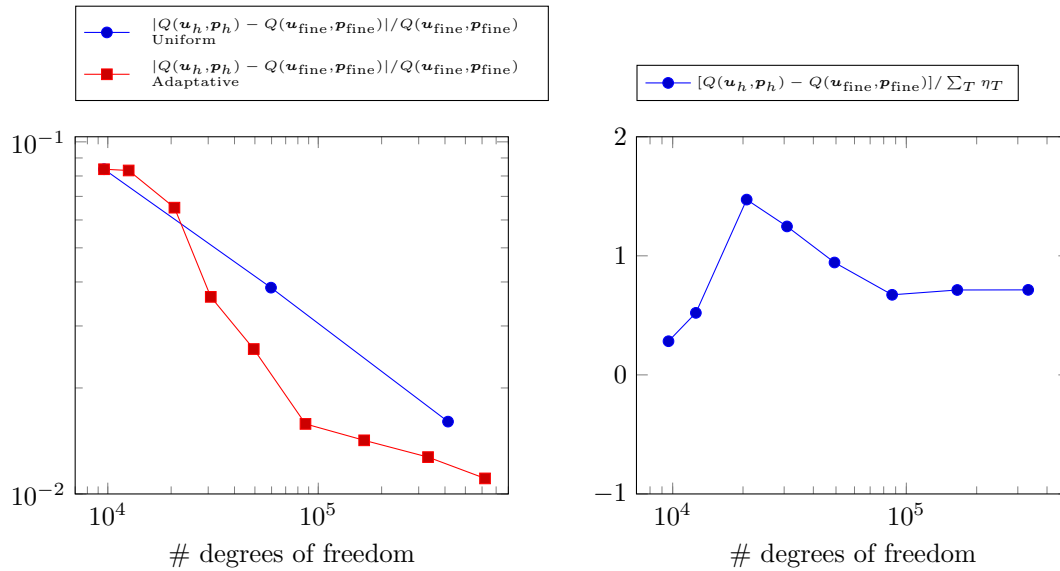 |Q(u_h, p_h) − Q(u_fine, p_fine)|/Q(u_fine, p_fine)
Uniform
|Q(u_h, p_h) − Q(u_fine, p_fine)|/Q(u_fine, p_fine)
Adaptative
10^−1
10^−2
10^4
10^5
# degrees of freedom
[Q(u_h, p_h) − Q(u_fine, p_fine)]/ ∑_T η_T
2
1
0
−1
10^4
10^5
# degrees of freedom